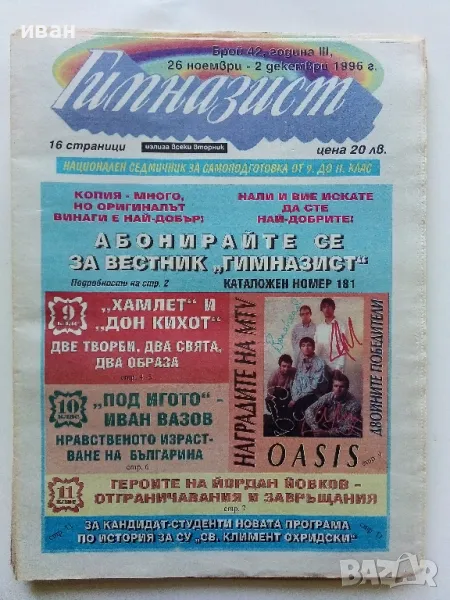 иван
Брой 42, година III,
26 ноември - 2 декември 1996 г.
Гимназист
16 страници
излиза всеки вторник
цена 20 лв.
НАЦИОНАЛЕН СЕДМИЧНИК ЗА САМОПОДГОТОВКА ОТ 9. ДО 11. КЛАС
КОПИЯ - МНОГО,
НО ОРИГИНАЛЪТ
ВИНАГИ Е НАЙ-ДОБЪР!
НАЛИ И ВИЕ ИСКАТЕ
ДА СТЕ
НАЙ-ДОБРИТЕ!
АБОНИРАЙТЕ СЕ
ЗА ВЕСТНИК „ГИМНАЗИСТ“
Подробности на стр. 2
КАТАЛОЖЕН НОМЕР 181
9
КЛАС
„ХАМЛЕТ“ И
„ДОН КИХОТ“
ДВЕ ТВОРБИ, ДВА СВЯТА,
ДВА ОБРАЗА
10
КЛАС
„ПОД ИГОТО“ -
ИВАН ВАЗОВ
НРАВСТВЕНОТО ИЗРАСТ-
ВАНЕ НА БЪЛГАРИНА
стр. 6
НАГРАДИТЕ НА MTV
ДВОЙНИТЕ ПОБЕДИТЕЛИ
OASIS
11
КЛАС
ГЕРОИТЕ НА ЙОРДАН ЙОВКОВ -
ОТГРАНИЧАВАНИЯ И ЗАВРЪЩАНИЯ
стр. 7
ЗА КАНДИДАТ-СТУДЕНТИ НОВАТА ПРОГРАМА
ПО ИСТОРИЯ ЗА СУ „СВ. КЛИМЕНТ ОХРИДСКИ“
BAZAR